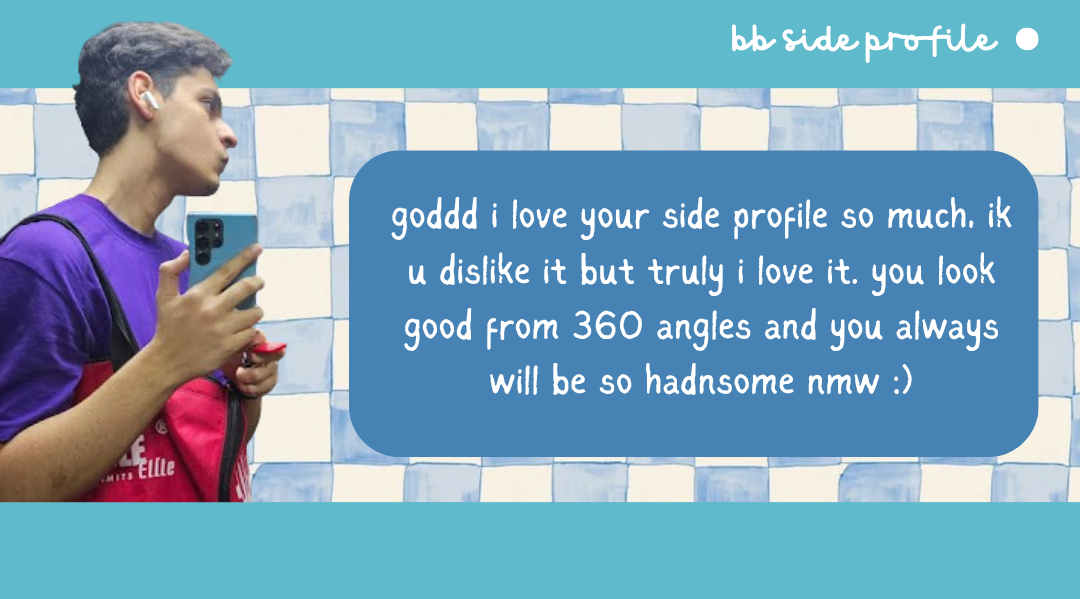 bb side profile
goddd i love your side profile so much. ik
u dislike it but truly i love it. you look
good from 360 angles and you always
will be so hadnsome nmw :)
®
Ellle